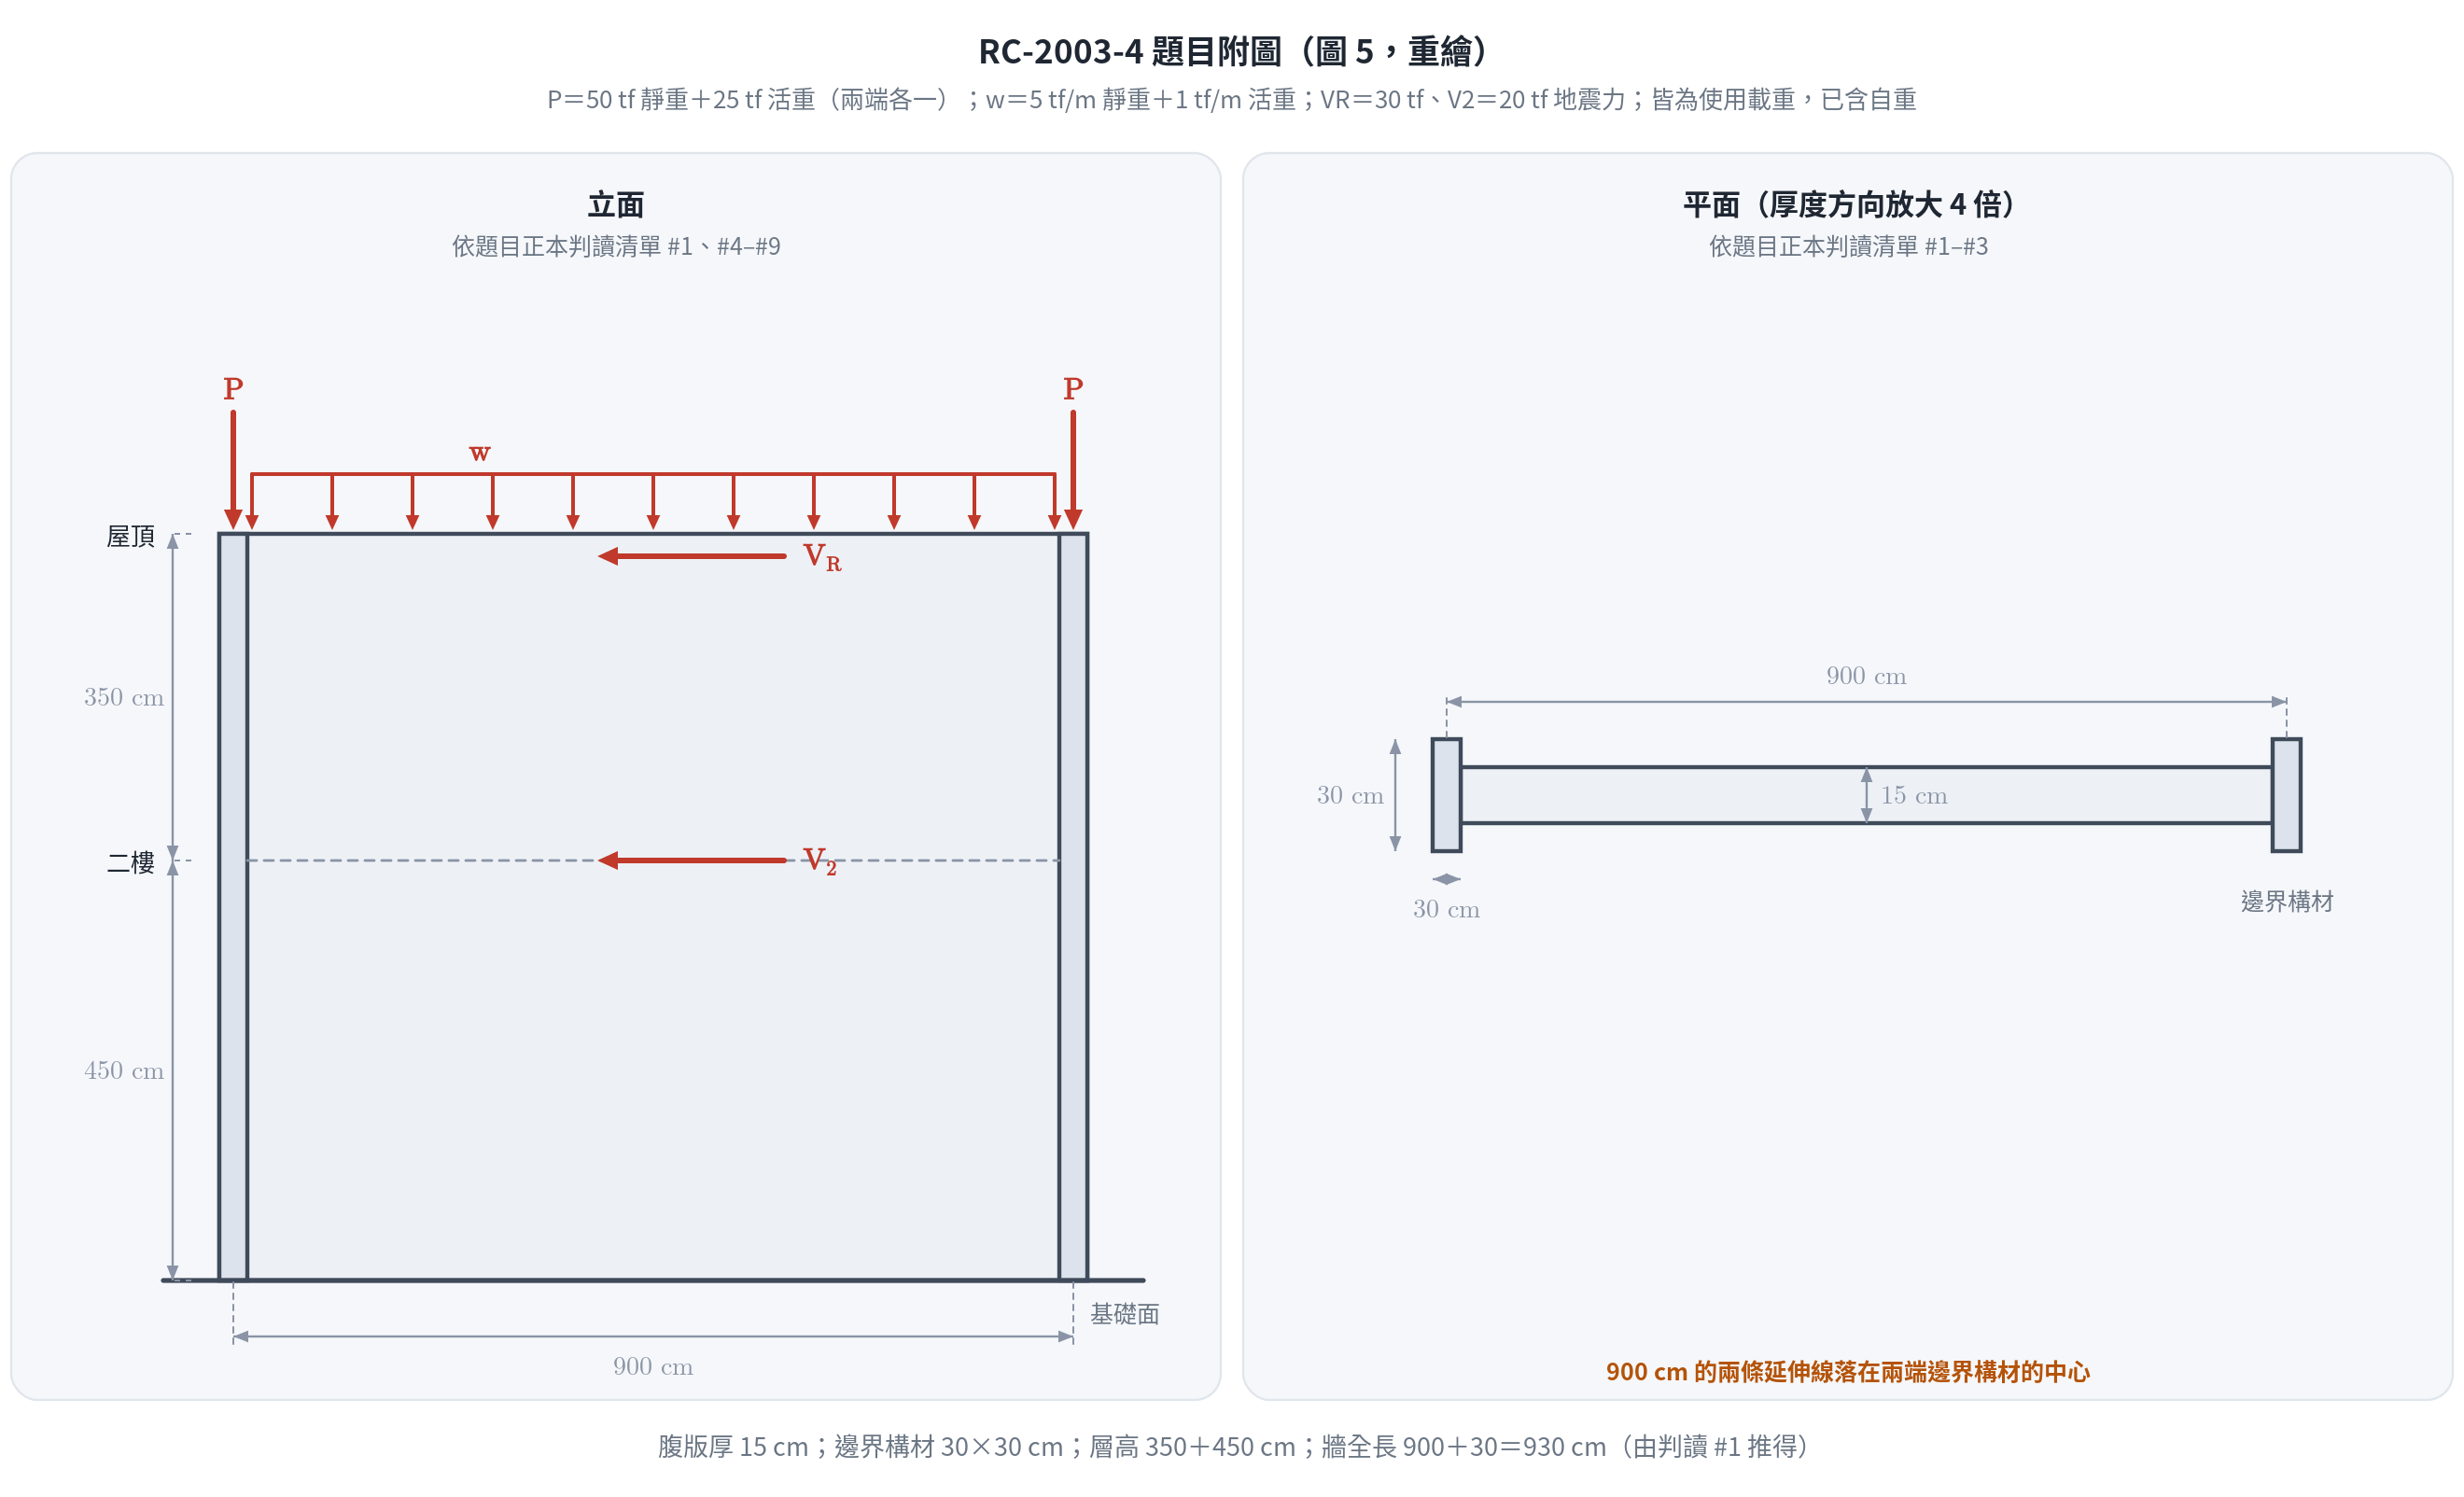 RC-2003-4 題目附圖（圖 5，重繪）
P＝50 tf 靜重＋25 tf 活重（兩端各一）；w＝5 tf/m 靜重＋1 tf/m 活重；VR＝30 tf、V2＝20 tf 地震力；皆為使用載重，已含自重
立面
依題目正本判讀清單 #1、#4–#9
P
P
w
屋頂
V_R
350 cm
二樓
V_2
450 cm
基礎面
900 cm
平面（厚度方向放大 4 倍）
依題目正本判讀清單 #1–#3
900 cm
30 cm
15 cm
30 cm
邊界構材
900 cm 的兩條延伸線落在兩端邊界構材的中心
腹版厚 15 cm；邊界構材 30×30 cm；層高 350＋450 cm；牆全長 900＋30＝930 cm（由判讀 #1 推得）